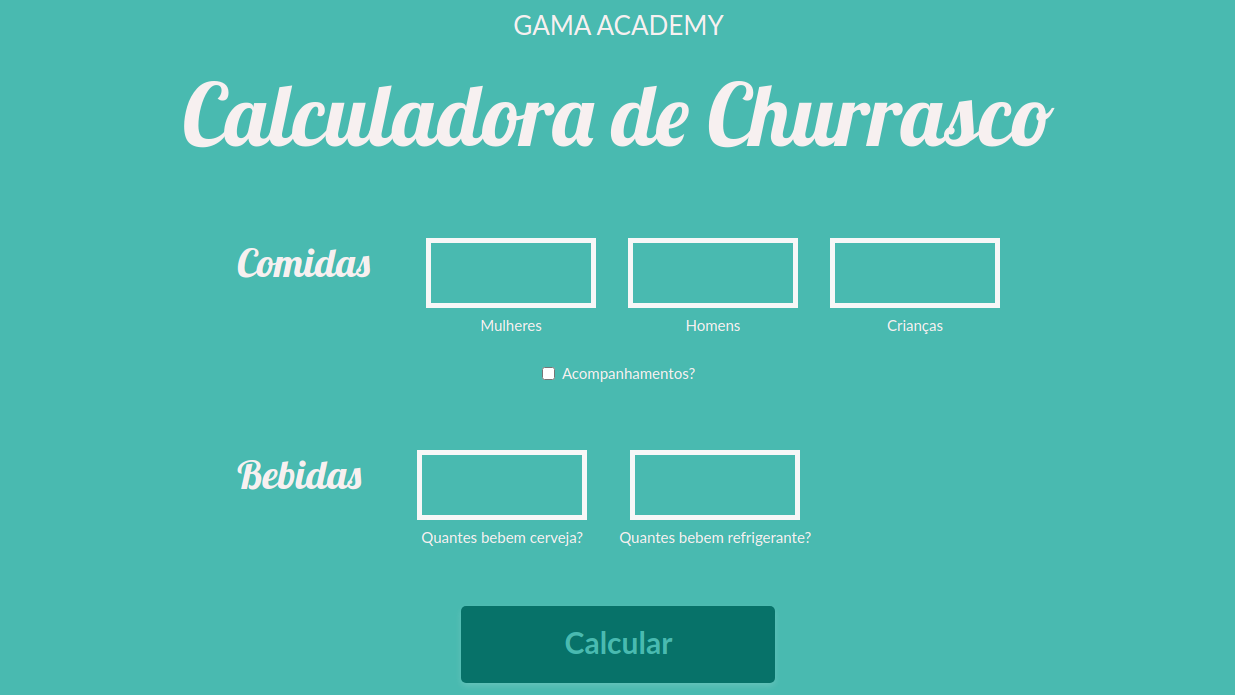 GAMA ACADEMY
Calculadora de Churrasco
Comidas
Mulheres
Homens
Crianças
Acompanhamentos?
Bebidas
Quantes bebem cerveja?
Quantes bebem refrigerante?
Calcular